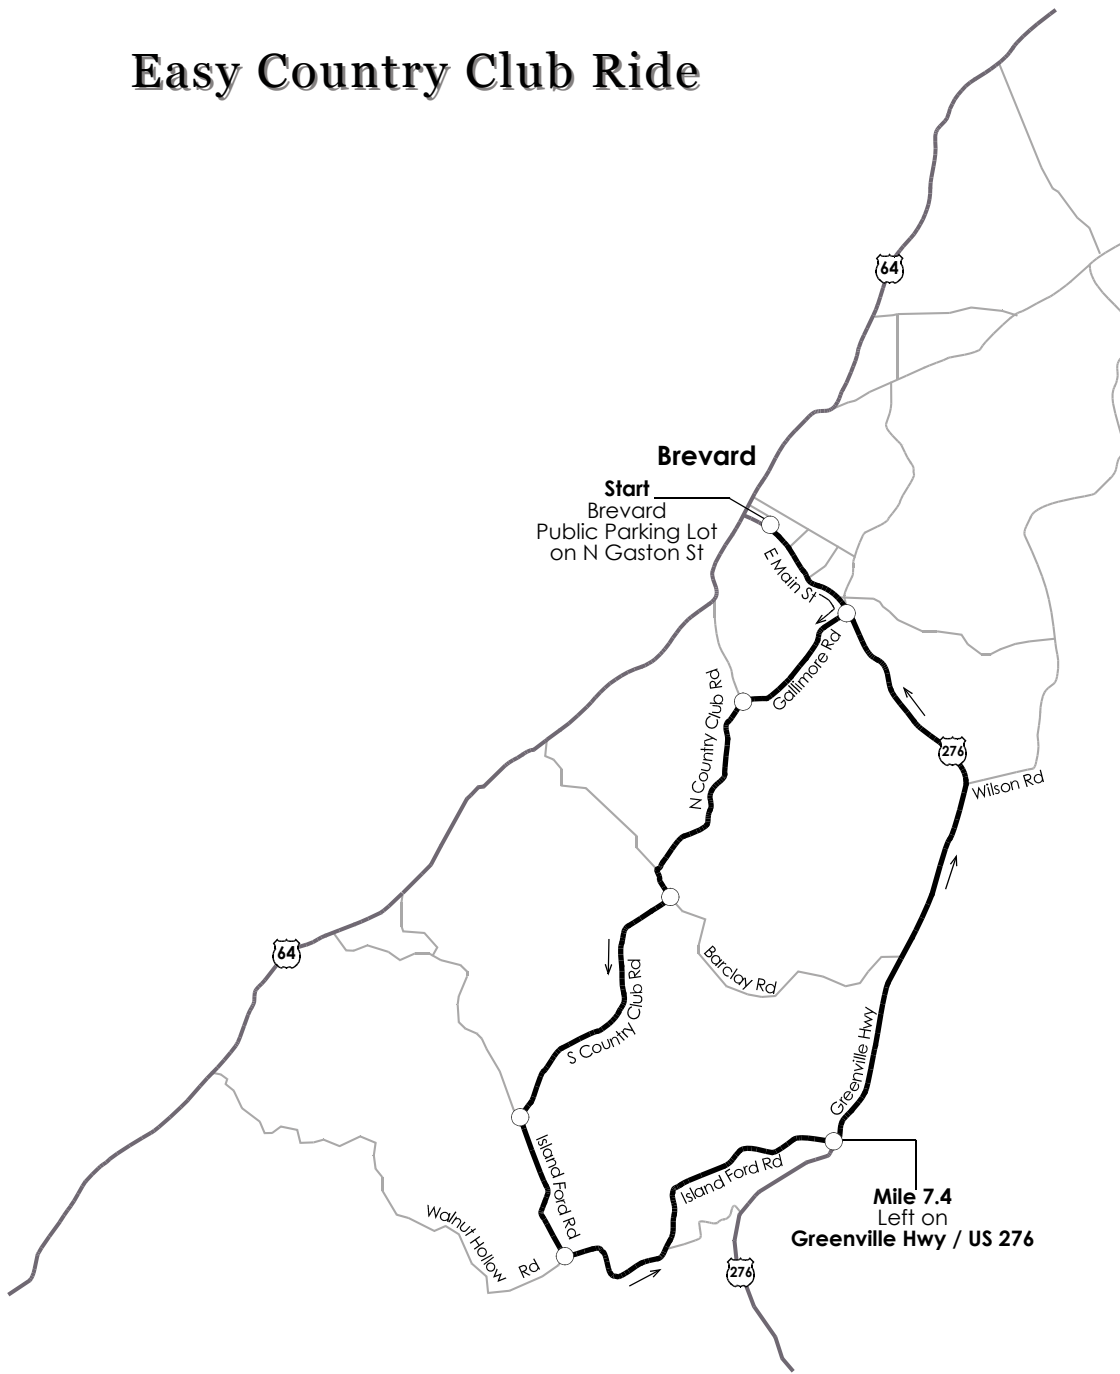 Easy Country Club Ride
64
Brevard
Start
Brevard
Public Parking Lot
on N Gaston St
E Main St
Gallimore Rd
N Country Club Rd
276
Wilson Rd
64
Barclay Rd
S Country Club Rd
Greenville Hwy
Island Ford Rd
Island Ford Rd
Mile 7.4
Left on
Greenville Hwy / US 276
Walnut Hollow
Rd
276